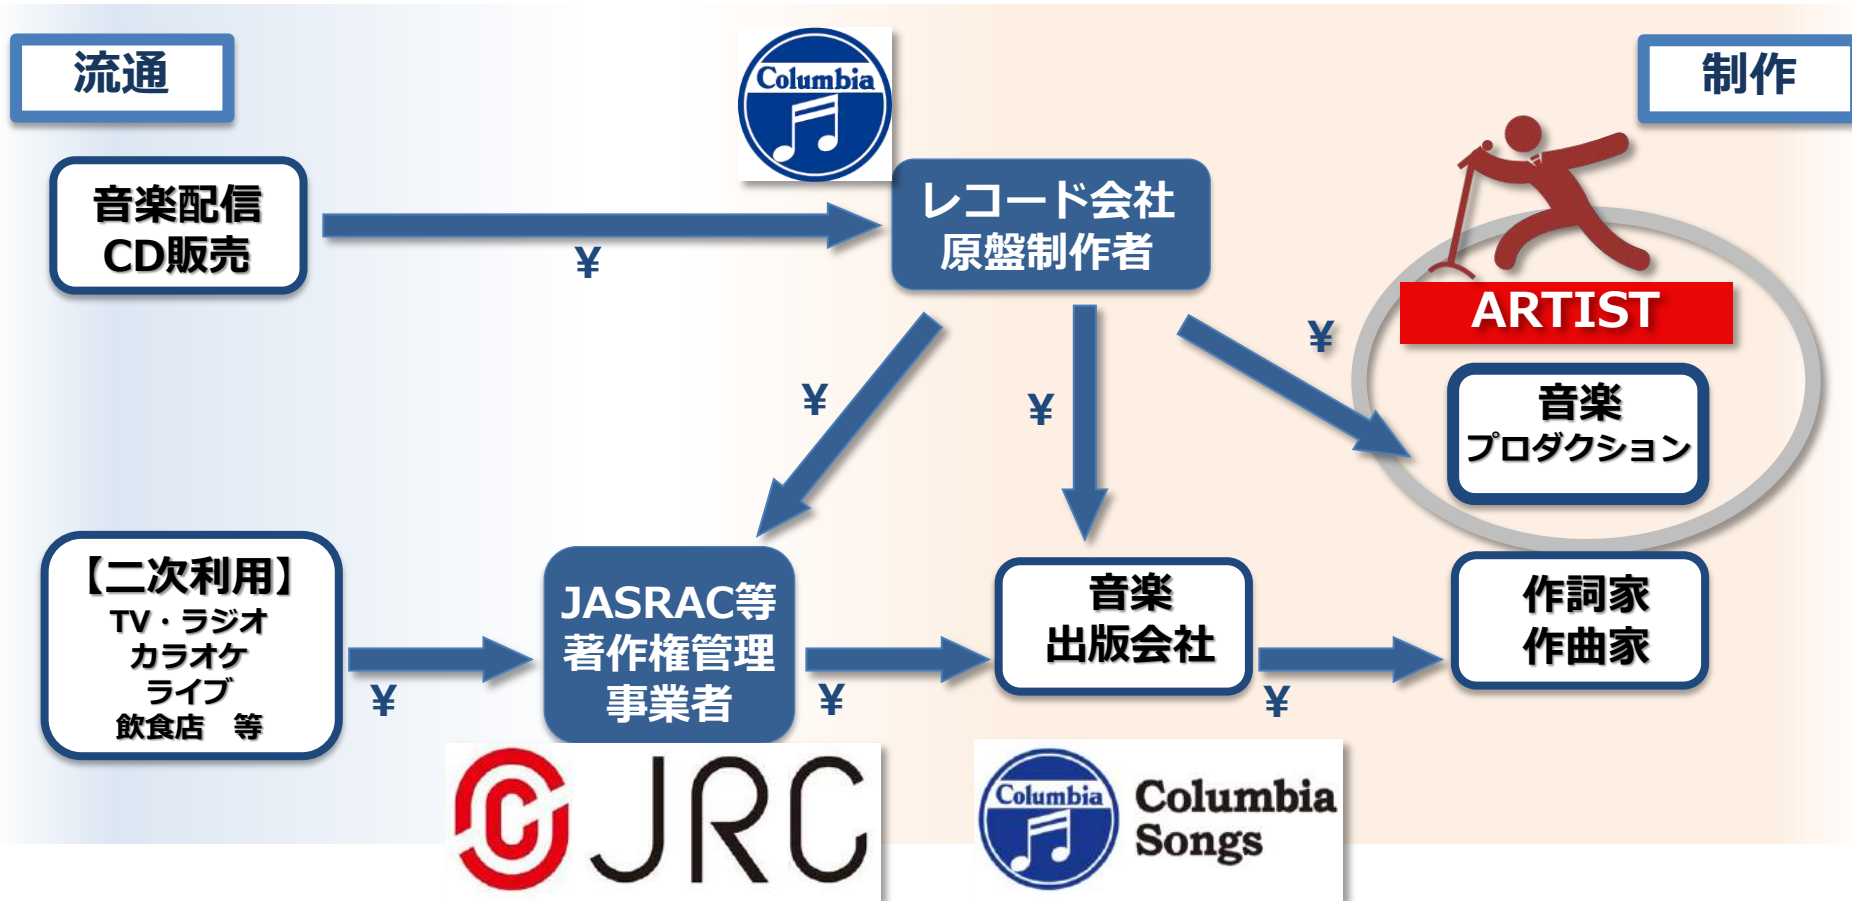 流通
制作
Columbia
音楽配信
CD販売
¥
レコード会社
原盤制作者
ARTIST
¥
¥
¥
音楽
プロダクション
【二次利用】
TV・ラジオ
カラオケ
ライブ
飲食店　等
¥
JASRAC等
著作権管理
事業者
¥
音楽
出版会社
¥
作詞家
作曲家
JRC
Columbia
Columbia
Songs